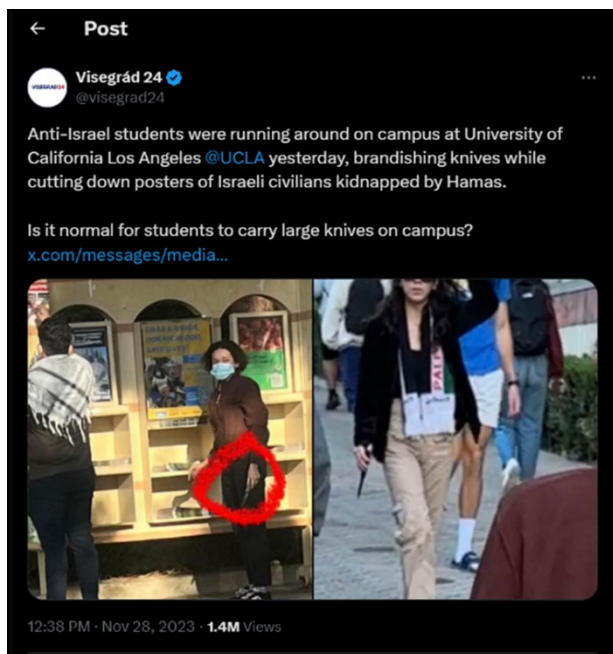 Post
VISEGRAD24
Visegrád 24
@visegrad24
Anti-Israel students were running around on campus at University of
California Los Angeles @UCLA yesterday, brandishing knives while
cutting down posters of Israeli civilians kidnapped by Hamas.
Is it normal for students to carry large knives on campus?
x.com/messages/media...
12:38 PM · Nov 28, 2023 · 1.4M Views